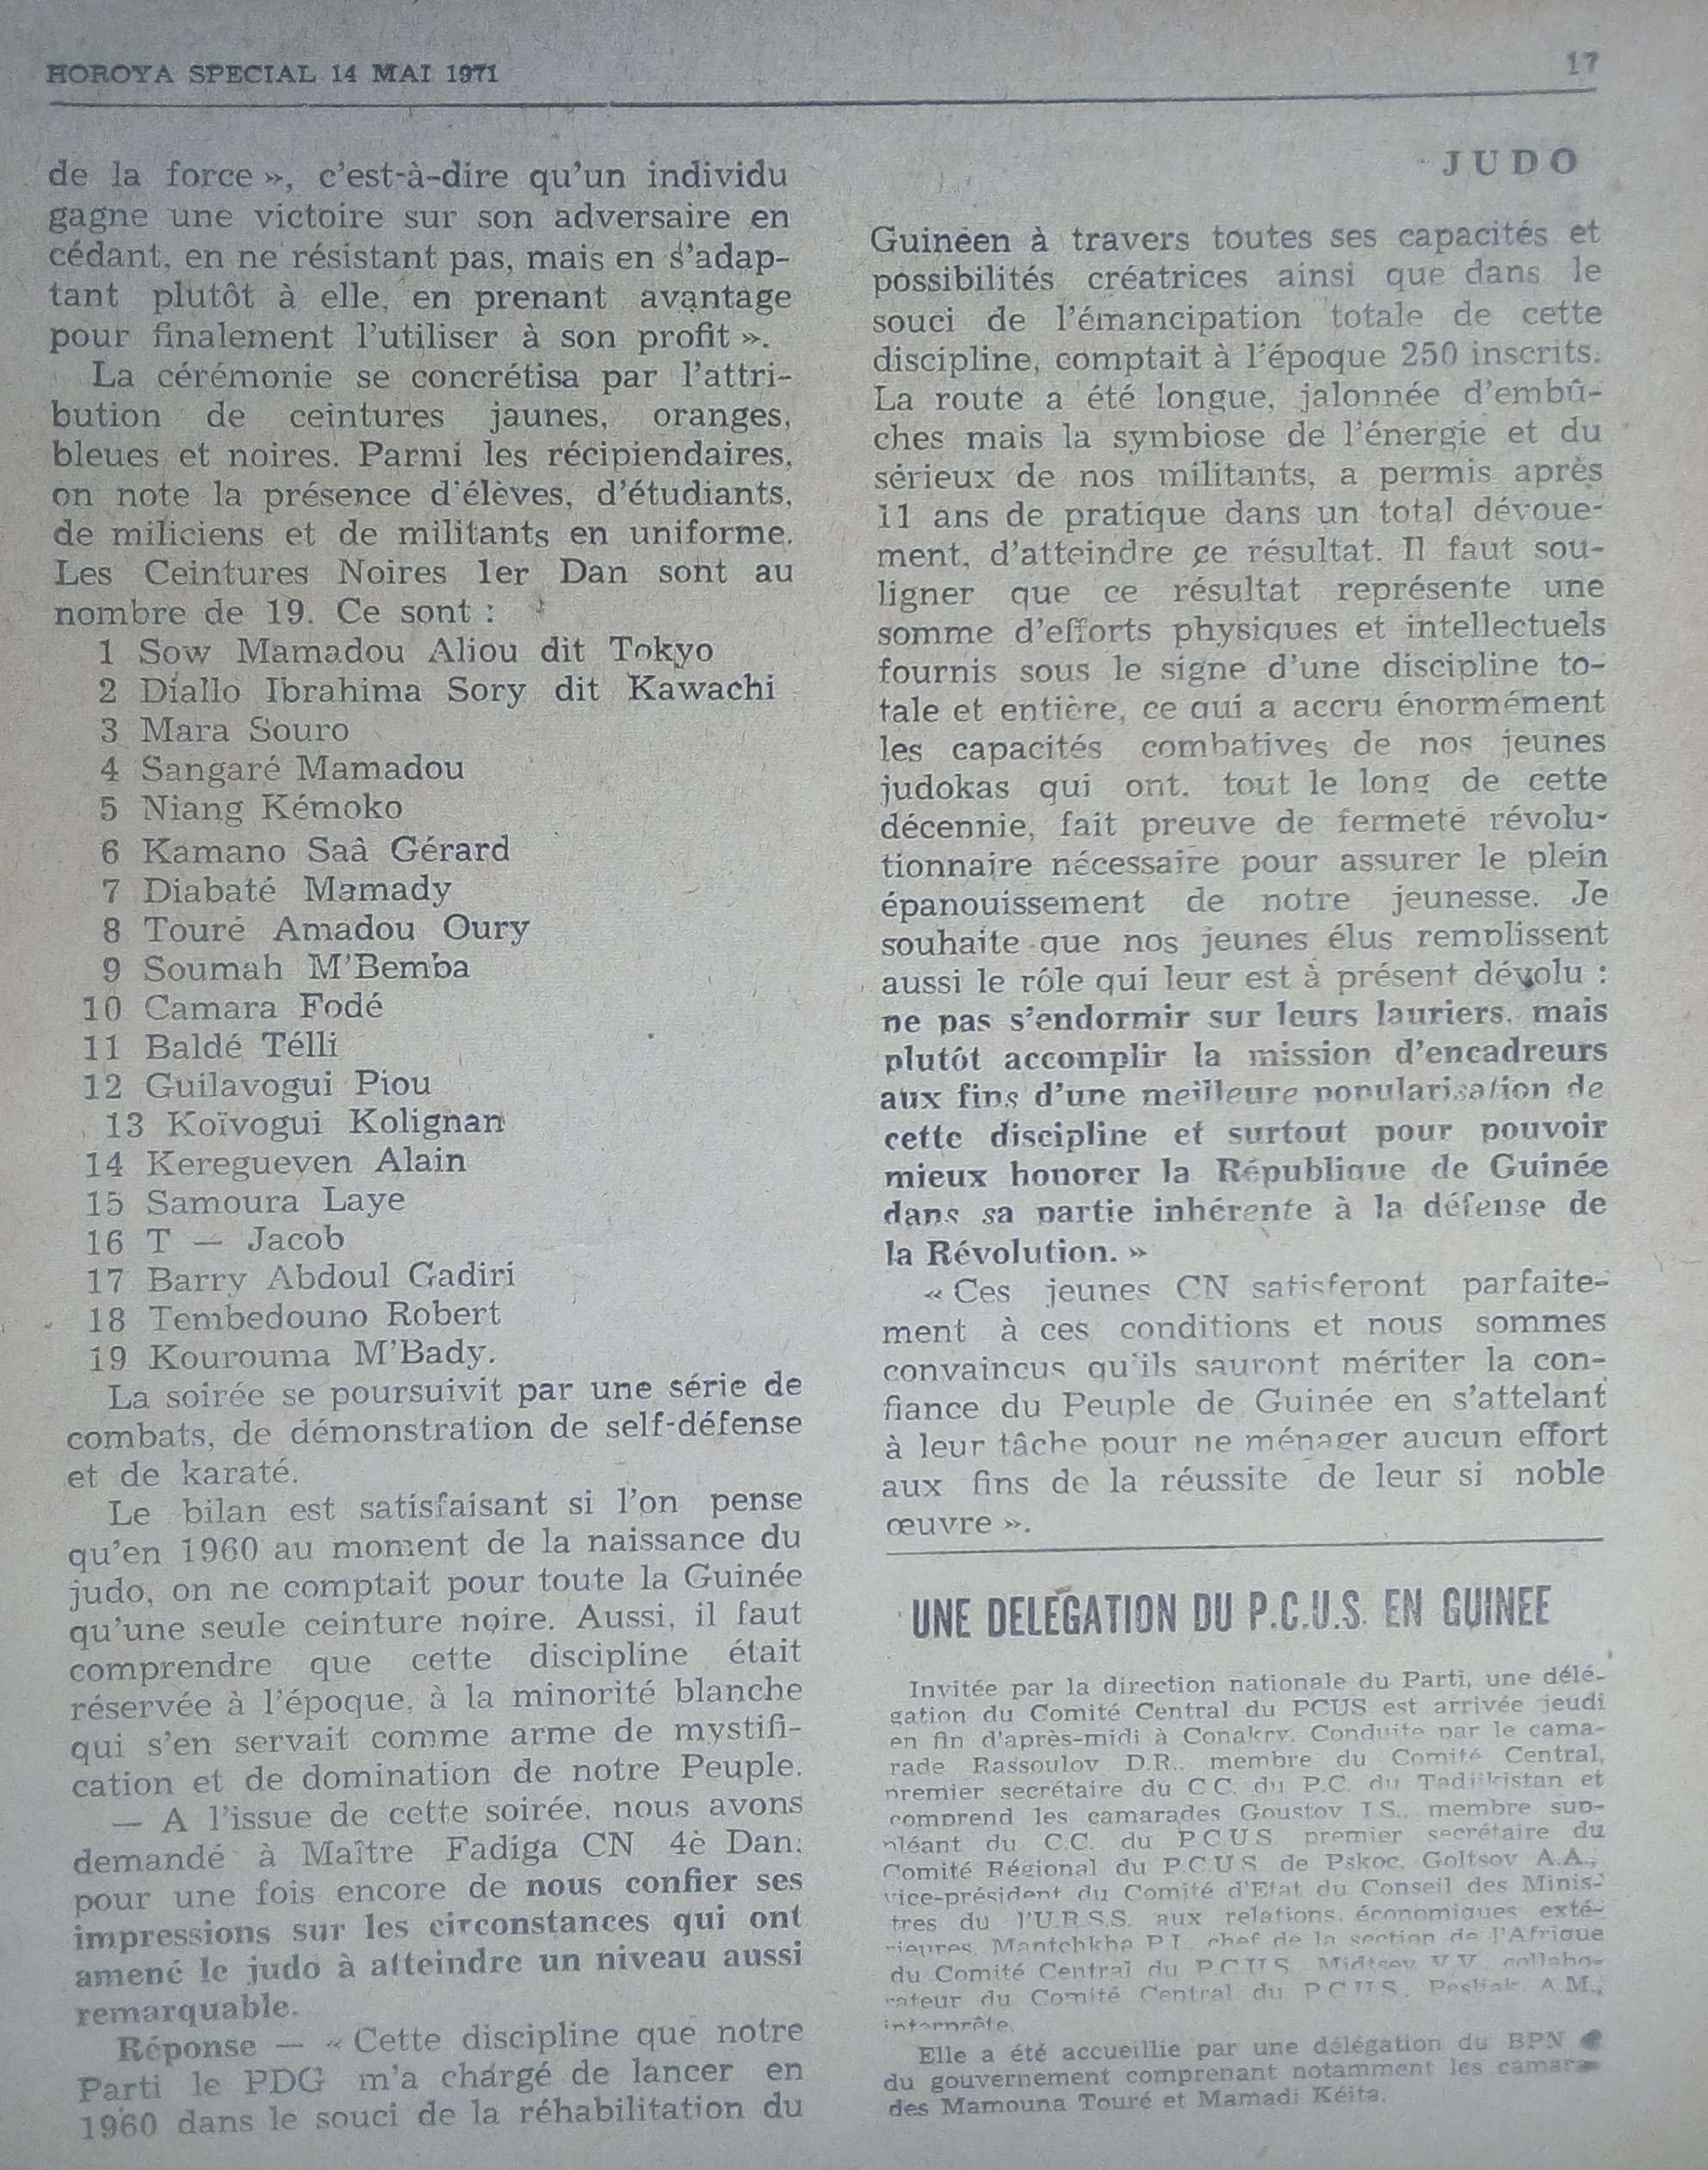 HOROYA SPECIAL 14 MAI 1971
17
de la force », c'est-à-dire qu'un individu
gagne une victoire sur son adversaire en
cédant, en ne résistant pas, mais en s'adap-
tant plutôt à elle, en prenant avantage
pour finalement l'utiliser à son profit ».
La cérémonie se concrétisa par l'attri-
bution de ceintures jaunes, oranges,
bleues et noires. Parmi les récipiendaires,
on note la présence d'élèves, d'étudiants,
de miliciens et de militants en uniforme.
Les Ceintures Noires 1er Dan sont au
nombre de 19. Ce sont :
1 Sow Mamadou Aliou dit Tokyo
2 Diallo Ibrahima Sory dit Kawachi
3 Mara Souro
4 Sangaré Mamadou
5 Niang Kémoko
6 Kamano Saâ Gérard
7 Diabaté Mamady
8 Touré Amadou Oury
9 Soumah M'Bemba
10 Camara Fodé
11 Baldé Télli
12 Guilavogui Piou
13 Koïvogui Kolignan
14 Keregueven Alain
15 Samoura Laye
16 T — Jacob
17 Barry Abdoul Gadiri
18 Tembedouno Robert
19 Kourouma M'Bady.
La soirée se poursuivit par une série de
combats, de démonstration de self-défense
et de karaté.
Le bilan est satisfaisant si l'on pense
qu'en 1960 au moment de la naissance du
judo, on ne comptait pour toute la Guinée
qu'une seule ceinture noire. Aussi, il faut
comprendre que cette discipline était
réservée à l'époque, à la minorité blanche
qui s'en servait comme arme de mystifi-
cation et de domination de notre Peuple.
— A l'issue de cette soirée, nous avons
demandé à Maître Fadiga CN 4è Dan;
pour une fois encore de nous confier ses
impressions sur les circonstances qui ont
amené le judo à atteindre un niveau aussi
remarquable.
Réponse — « Cette discipline que notre
Parti le PDG m'a chargé de lancer en
1960 dans le souci de la réhabilitation du
JUDO
Guinéen à travers toutes ses capacités et
possibilités créatrices ainsi que dans le
souci de l'émancipation totale de cette
discipline, comptait à l'époque 250 inscrits.
La route a été longue, jalonnée d'embû-
ches mais la symbiose de l'énergie et du
sérieux de nos militants, a permis après
11 ans de pratique dans un total dévoue-
ment, d'atteindre ce résultat. Il faut sou-
ligner que ce résultat représente une
somme d'efforts physiques et intellectuels
fournis sous le signe d'une discipline to-
tale et entière, ce qui a accru énormément
les capacités combatives de nos jeunes
judokas qui ont, tout le long de cette
décennie, fait preuve de fermeté révolu-
tionnaire nécessaire pour assurer le plein
épanouissement de notre jeunesse. Je
souhaite que nos jeunes élus remplissent
aussi le rôle qui leur est à présent dévolu :
ne pas s'endormir sur leurs lauriers, mais
plutôt accomplir la mission d'encadreurs
aux fins d'une meilleure popularisation de
cette discipline et surtout pour pouvoir
mieux honorer la République de Guinée
dans sa partie inhérente à la défense de
la Révolution. »
« Ces jeunes CN satisferont parfaite-
ment à ces conditions et nous sommes
convaincus qu'ils sauront mériter la con-
fiance du Peuple de Guinée en s'attelant
à leur tâche pour ne ménager aucun effort
aux fins de la réussite de leur si noble
œuvre ».
UNE DELEGATION DU P.C.U.S. EN GUINEE
Invitée par la direction nationale du Parti, une délé-
gation du Comité Central du PCUS est arrivée jeudi
en fin d'après-midi à Conakry. Conduite par le cama-
rade Rassoulov D.R., membre du Comité Central,
premier secrétaire du C.C. du P.C. du Tadjikistan et
comprend les camarades Goustov I.S., membre sup-
pléant du C.C. du P.C.U.S. premier secrétaire du
Comité Régional du P.C.U.S. de Pskoc, Goltsov A.A.,
vice-président du Comité d'Etat du Conseil des Minis-
tres du l'U.R.S.S. aux relations, économiques exté-
rieures, Mantchkha P.I. chef de la section de l'Afrique
du Comité Central du P.C.U.S. Midtsev V.V. collabo-
rateur du Comité Central du P.C.U.S. A.M.,
interprète.
Elle a été accueillie par une délégation du BPN
du gouvernement comprenant notamment les camara
des Mamouna Touré et Mamadi Kéita.